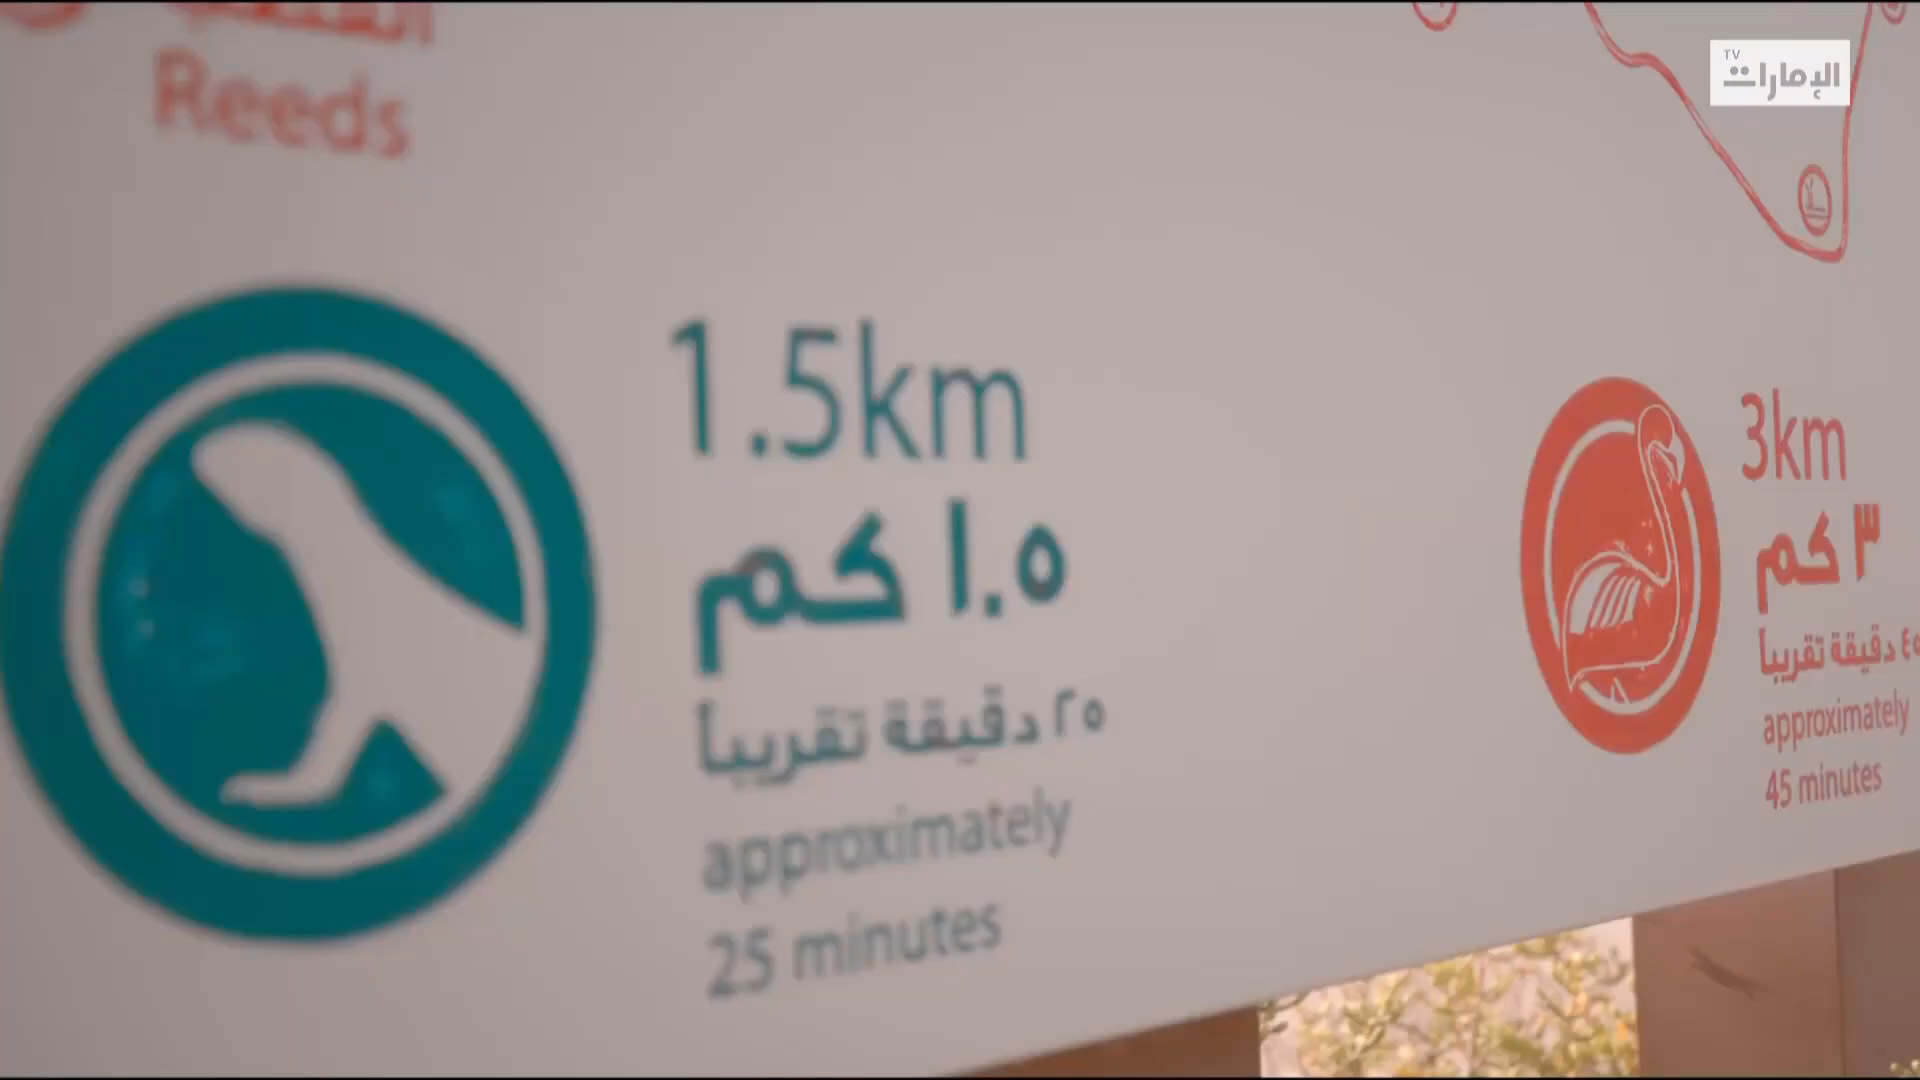 Reeds
TV
الإمارات
1.5km
١.٥ كم
٢٥ دقيقة تقريباً
approximately
25 minutes
3km
٣ كم
٤٥ دقيقة تقريباً
approximately
45 minutes